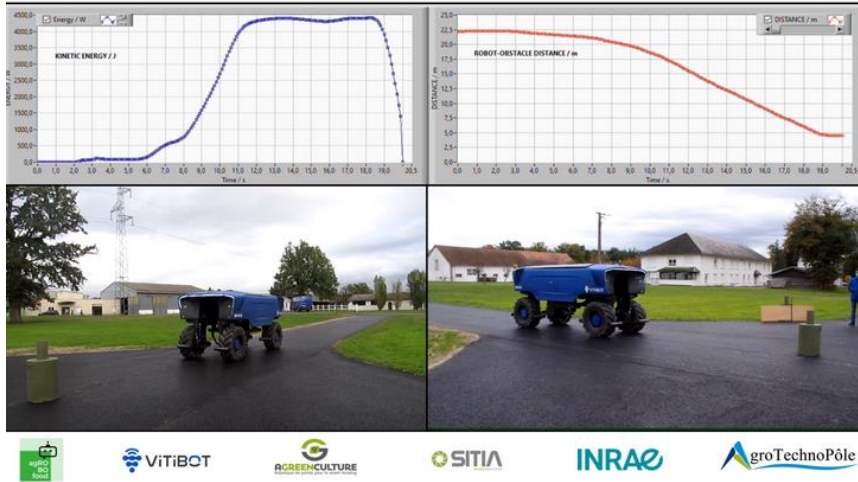 Energy / W
KINETIC ENERGY / J
ENERGY / W
4500,0
4000,0
3500,0
3000,0
2500,0
2000,0
1500,0
1000,0
500,0
0,0
0,0 1,0 2,0 3,0 4,0 5,0 6,0 7,0 8,0 9,0 10,0 11,0 12,0 13,0 14,0 15,0 16,0 17,0 18,0 19,0 20,5
Time / s
DISTANCE / m
ROBOT-OBSTACLE DISTANCE / m
DISTANCE / m
25,0
22,5
20,0
17,5
15,0
12,5
10,0
7,5
5,0
2,5
0,0
0,0 1,0 2,0 3,0 4,0 5,0 6,0 7,0 8,0 9,0 10,0 11,0 12,0 13,0 14,0 15,0 16,0 17,0 18,0 19,0 20,5
Time / s
ViTiBOT
agRO
BO
food
ViTiBOT
AGREENCULTURE
SITIA
INRAE
AgroTechnoPôle